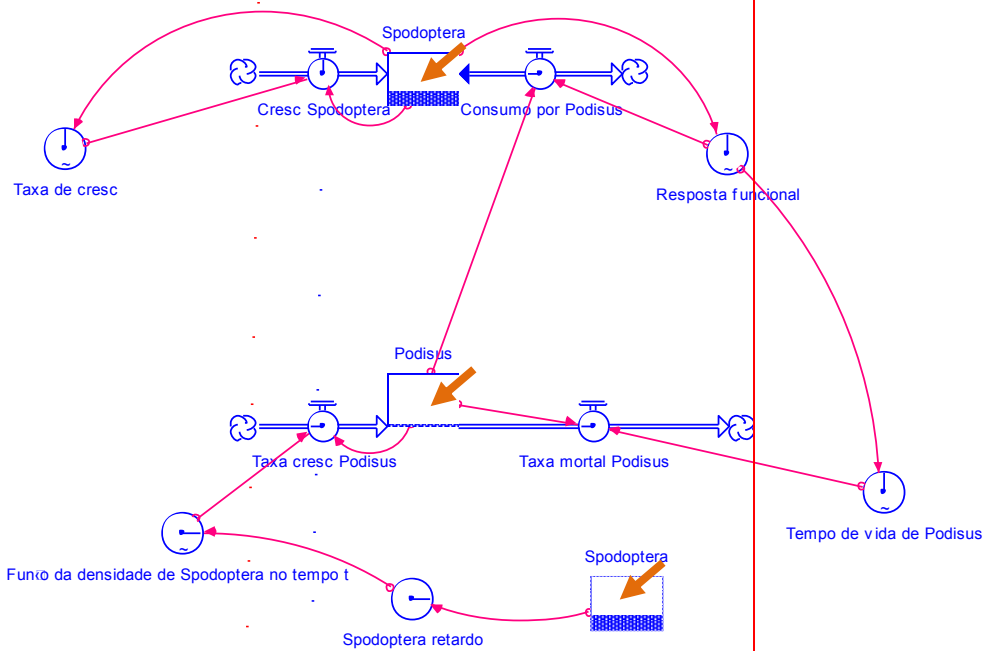 Spodoptera
Cresc Spodoptera
Consumo por Podisus
Taxa de cresc
Resposta funcional
Podisus
Taxa cresc Podisus
Taxa mortal Podisus
Tempo de vida de Podisus
Spodoptera
da densidade de Spodoptera no tempo t
Spodoptera retardo